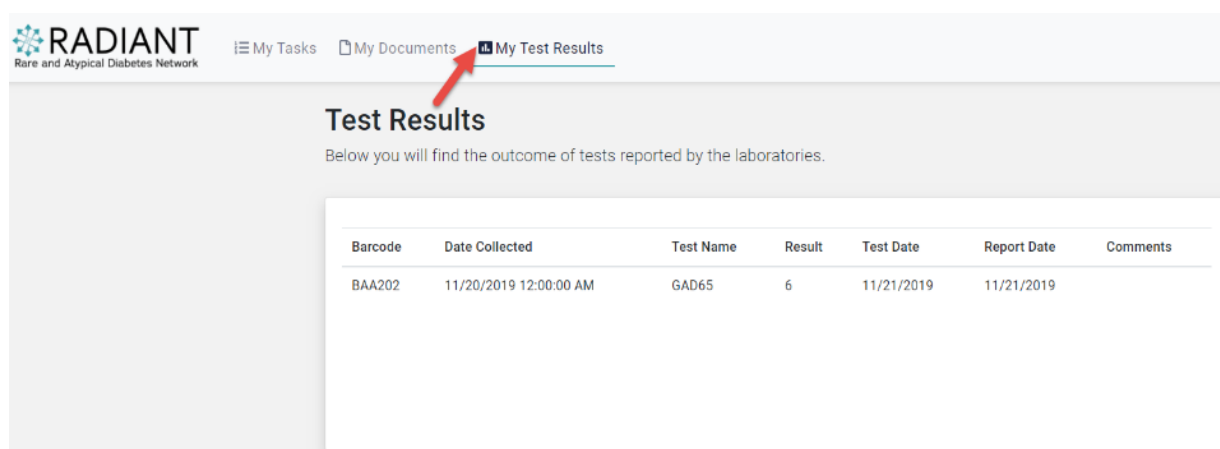 RADIANT
Rare and Atypical Diabetes Network
My Tasks My Documents My Test Results
Test Results
Below you will find the outcome of tests reported by the laboratories.
Barcode Date Collected Test Name Result Test Date Report Date Comments
BAA202 11/20/2019 12:00:00 AM GAD65 6 11/21/2019 11/21/2019